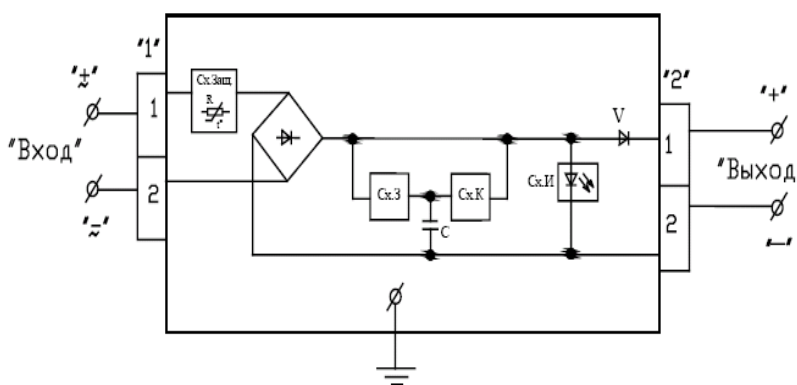 "1"
"±"
~
1
Сх.Защ
R
t°
"2"
"+"
V
1
"Вход"
"Выход
Сх.З
Сх.К
Сх.И
2
C
2
"="
~
"—"